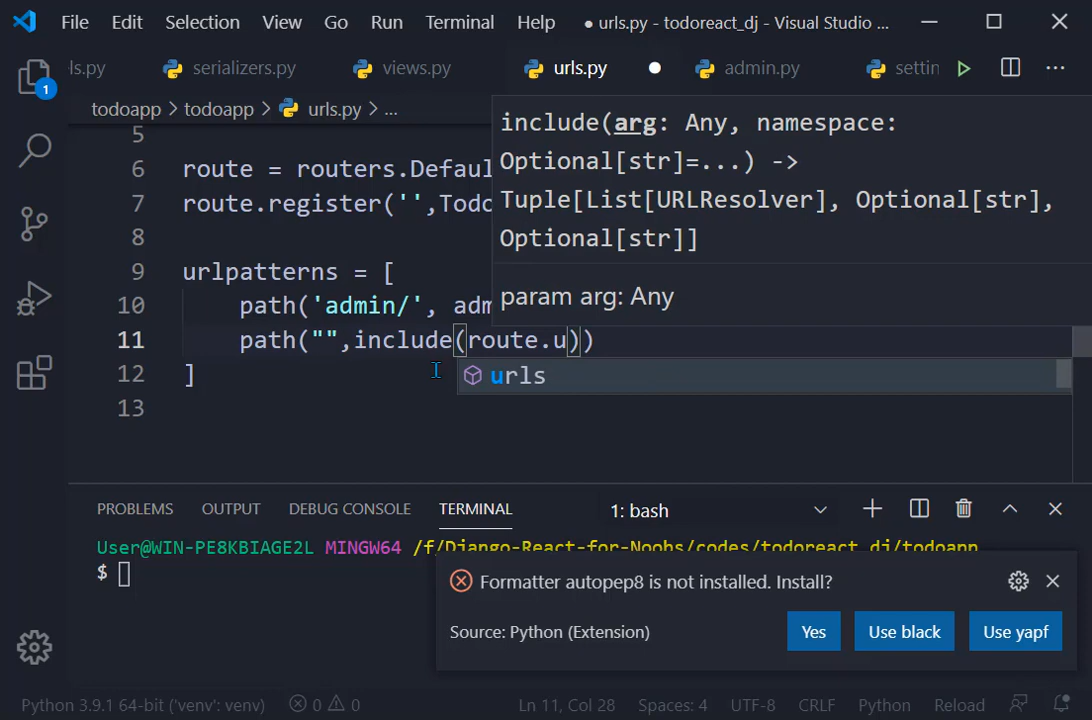 File Edit Selection View Go Run Terminal Help ● urls.py - todoreact_dj - Visual Studio ...
ls.py serializers.py views.py urls.py admin.py settin
todoapp > todoapp > urls.py > ...
5
6 route = routers.Defaul
7 route.register('',Todo
8
9 urlpatterns = [
10 path('admin/', adm
11 path("",include(route.u))
12 ]
13
include(arg: Any, namespace:
Optional[str]=...) ->
Tuple[List[URLResolver], Optional[str],
Optional[str]]
param arg: Any
urls
1
PROBLEMS OUTPUT DEBUG CONSOLE TERMINAL 1: bash
User@WIN-PE8KBIAGE2L MINGW64 /f/Django-React-for-Noobs/codes/todoreact_dj/todoapp
$
Formatter autopep8 is not installed. Install?
Source: Python (Extension) Yes Use black Use yapf
Python 3.9.1 64-bit ('venv': venv) 0 0 Ln 11, Col 28 Spaces: 4 UTF-8 CRLF Python Reload